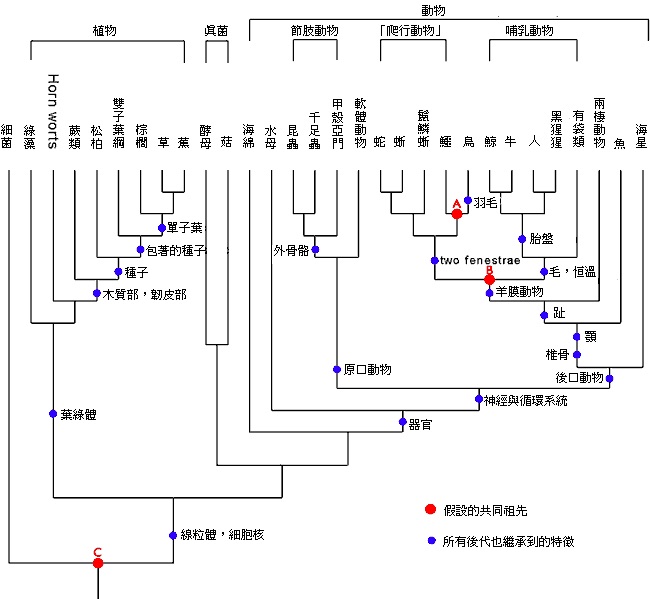 動物
植物
眞菌
節肢動物
「爬行動物」
哺乳動物
細菌
綠藻
Horn worts
蕨類
松柏
雙子葉綱
棕櫚
草
蕉
酵母
菇
海綿
水母
昆蟲
千足蟲
甲殼亞門
軟體動物
蛇
蜥
鬣鱗蜥
鱷
鳥
鯨
牛
人
黑猩猩
有袋類
兩棲動物
魚
海星
A
羽毛
單子葉
胎盤
包著的種子
外骨骼
two fenestrae
種子
B
毛，恒溫
木質部，韌皮部
羊膜動物
趾
顎
椎骨
原口動物
後口動物
神經與循環系統
葉綠體
器官
假設的共同祖先
線粒體，細胞核
所有後代也繼承到的特徵
C